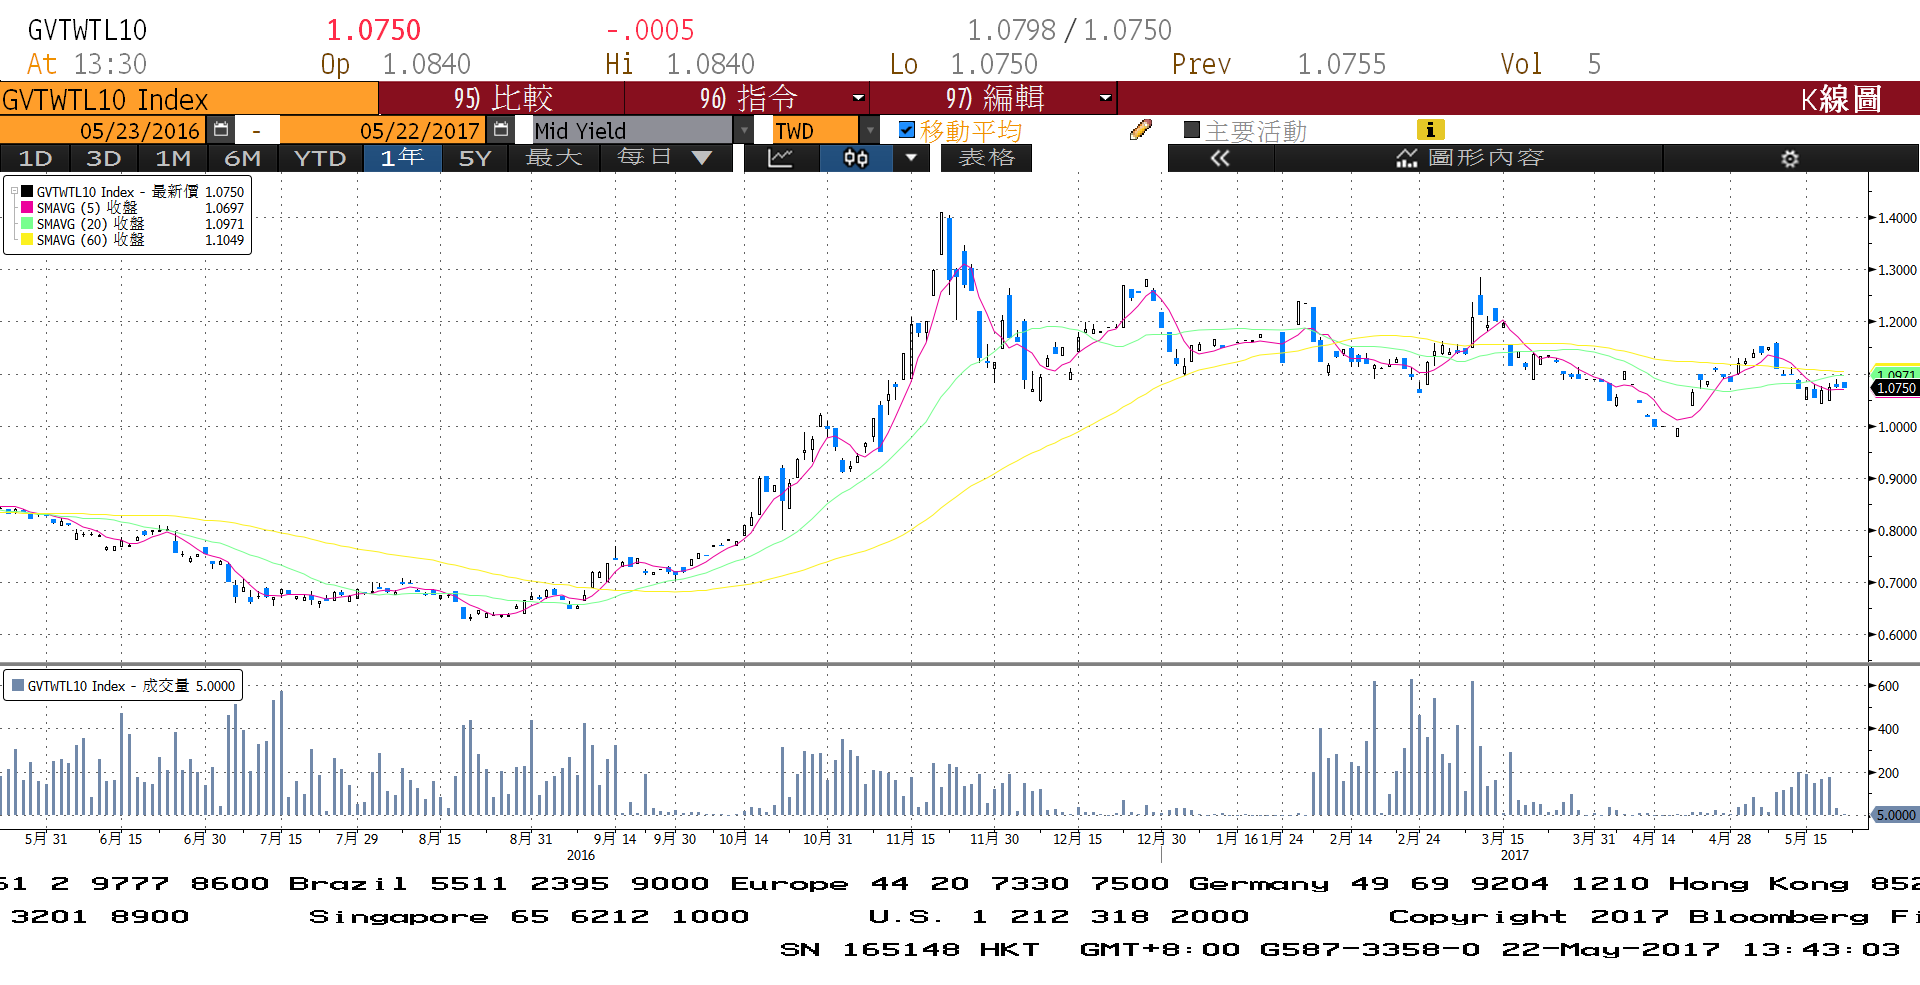 GVTWTL10 1.0750 -.0005 1.0798 / 1.0750
At 13:30 Op 1.0840 Hi 1.0840 Lo 1.0750 Prev 1.0755 Vol 5
GVTWTL10 Index 95) 比較 96) 指令 97) 編輯 K線圖
05/23/2016 - 05/22/2017 Mid Yield TWD 移動平均 主要活動
1D 3D 1M 6M YTD 1年 5Y 最大 每日 表格 圖形內容
GVTWTL10 Index - 最新價 1.0750
SMAVG (5) 收盤 1.0697
SMAVG (20) 收盤 1.0971
SMAVG (60) 收盤 1.1049
1.4000
1.3000
1.2000
1.0971
1.0750
1.0000
0.9000
0.8000
0.7000
0.6000
GVTWTL10 Index - 成交量 5.0000
600
400
200
5.0000
5月 31 6月 15 6月 30 7月 15 7月 29 8月 15 8月 31 9月 14 9月 30 10月 14 10月 31 11月 15 11月 30 12月 15 12月 30 1月 16 1月 24 2月 14 2月 24 3月 15 3月 31 4月 14 4月 28 5月 15
2016 2017
61 2 9777 8600 Brazil 5511 2395 9000 Europe 44 20 7330 7500 Germany 49 69 9204 1210 Hong Kong 852
3201 8900 Singapore 65 6212 1000 U.S. 1 212 318 2000 Copyright 2017 Bloomberg Fi
SN 165148 HKT GMT+8:00 G587-3358-0 22-May-2017 13:43:03